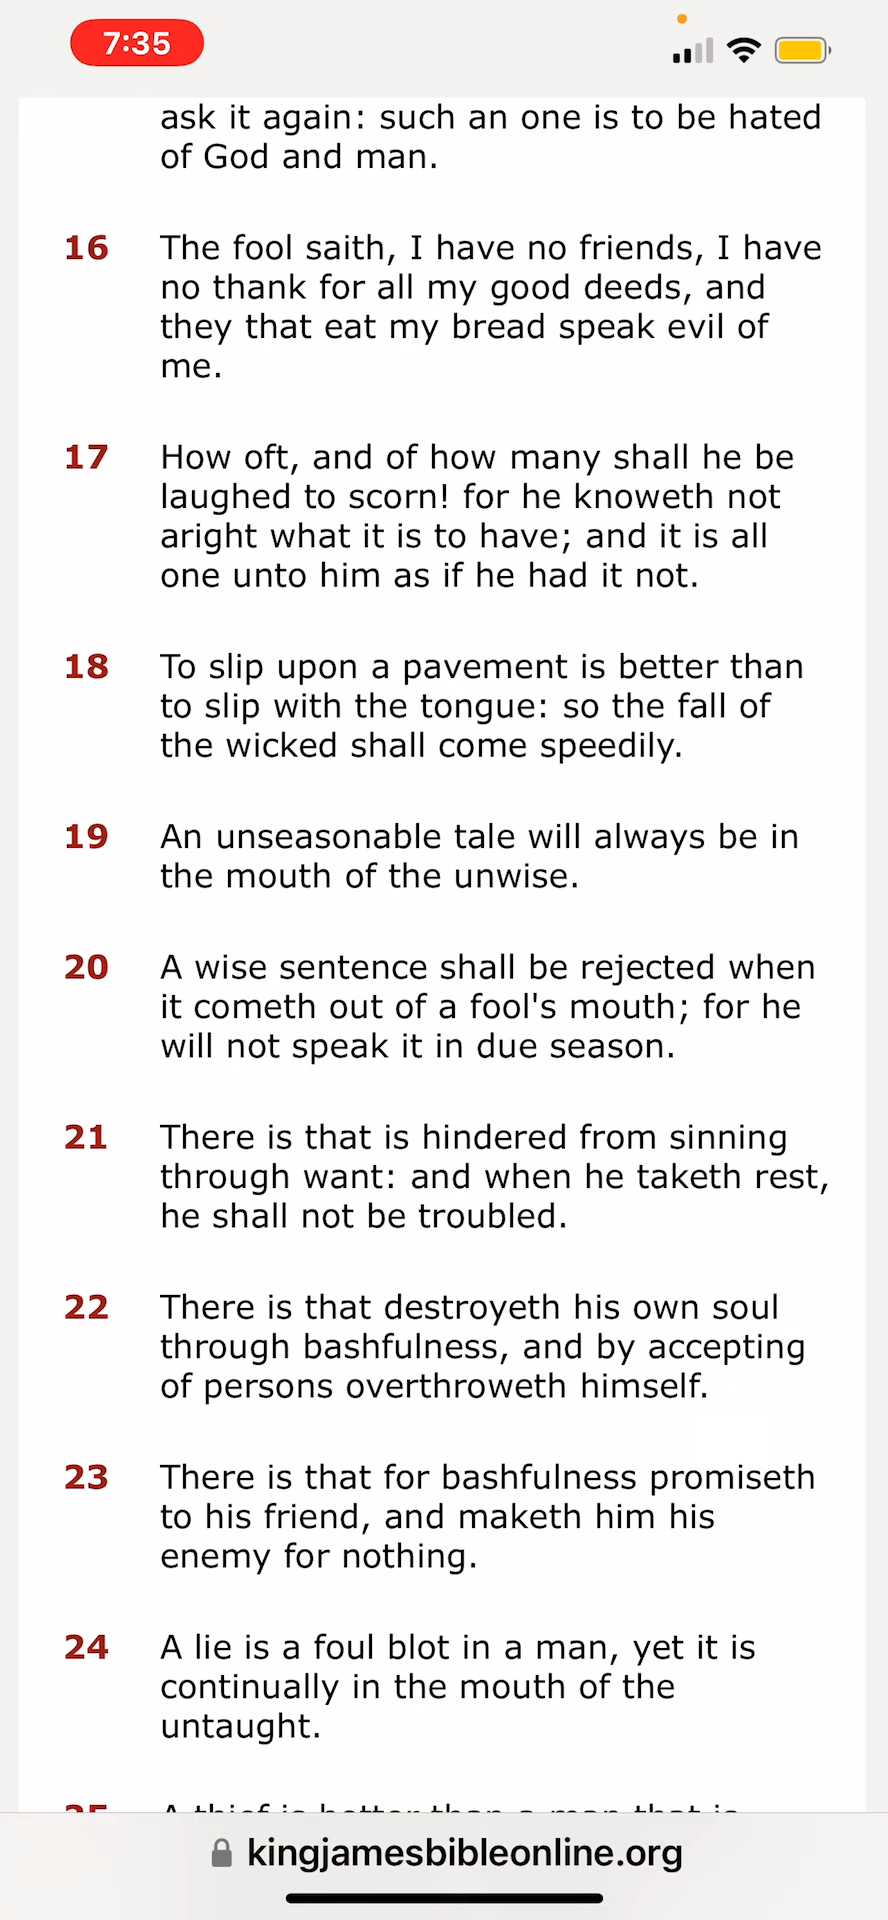 7:35
ask it again: such an one is to be hated
of God and man.
16 The fool saith, I have no friends, I have
no thank for all my good deeds, and
they that eat my bread speak evil of
me.
17 How oft, and of how many shall he be
laughed to scorn! for he knoweth not
aright what it is to have; and it is all
one unto him as if he had it not.
18 To slip upon a pavement is better than
to slip with the tongue: so the fall of
the wicked shall come speedily.
19 An unseasonable tale will always be in
the mouth of the unwise.
20 A wise sentence shall be rejected when
it cometh out of a fool's mouth; for he
will not speak it in due season.
21 There is that is hindered from sinning
through want: and when he taketh rest,
he shall not be troubled.
22 There is that destroyeth his own soul
through bashfulness, and by accepting
of persons overthroweth himself.
23 There is that for bashfulness promiseth
to his friend, and maketh him his
enemy for nothing.
24 A lie is a foul blot in a man, yet it is
continually in the mouth of the
untaught.
25 A thief is better than a man that is
kingjamesbibleonline.org